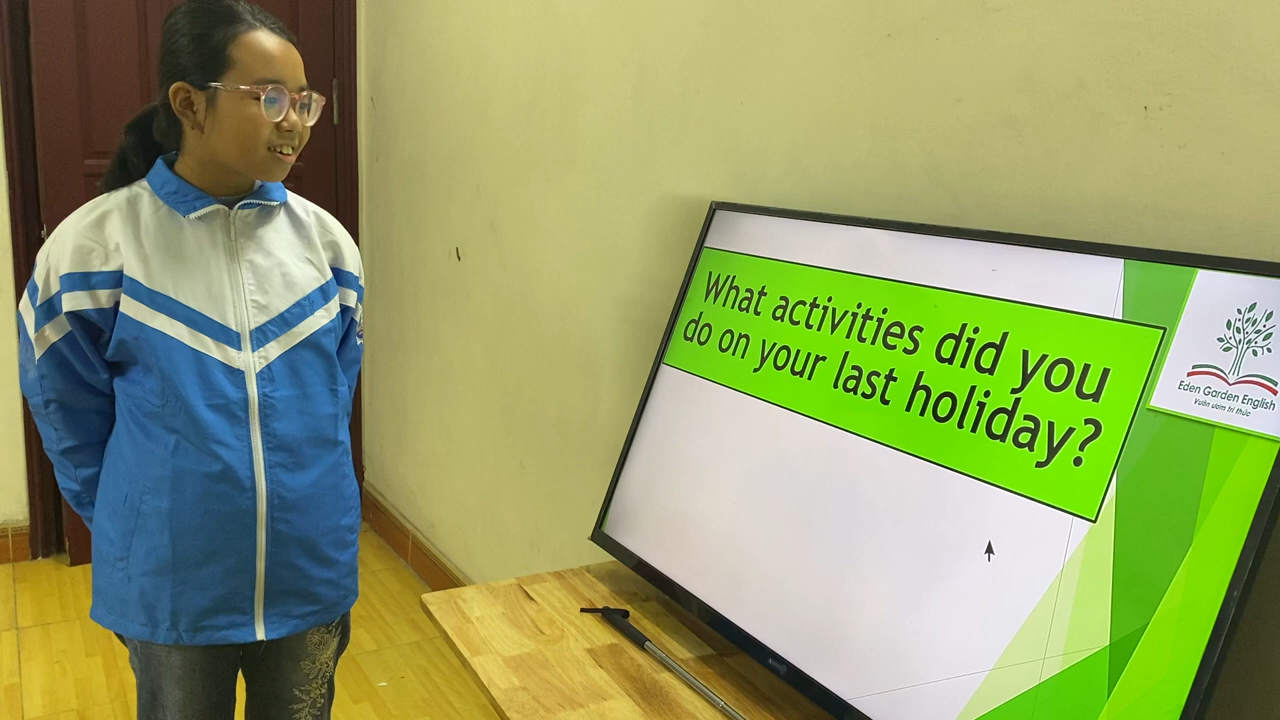 What activities did you
do on your last holiday?
Eden Garden English
Vườn ươm tri thức